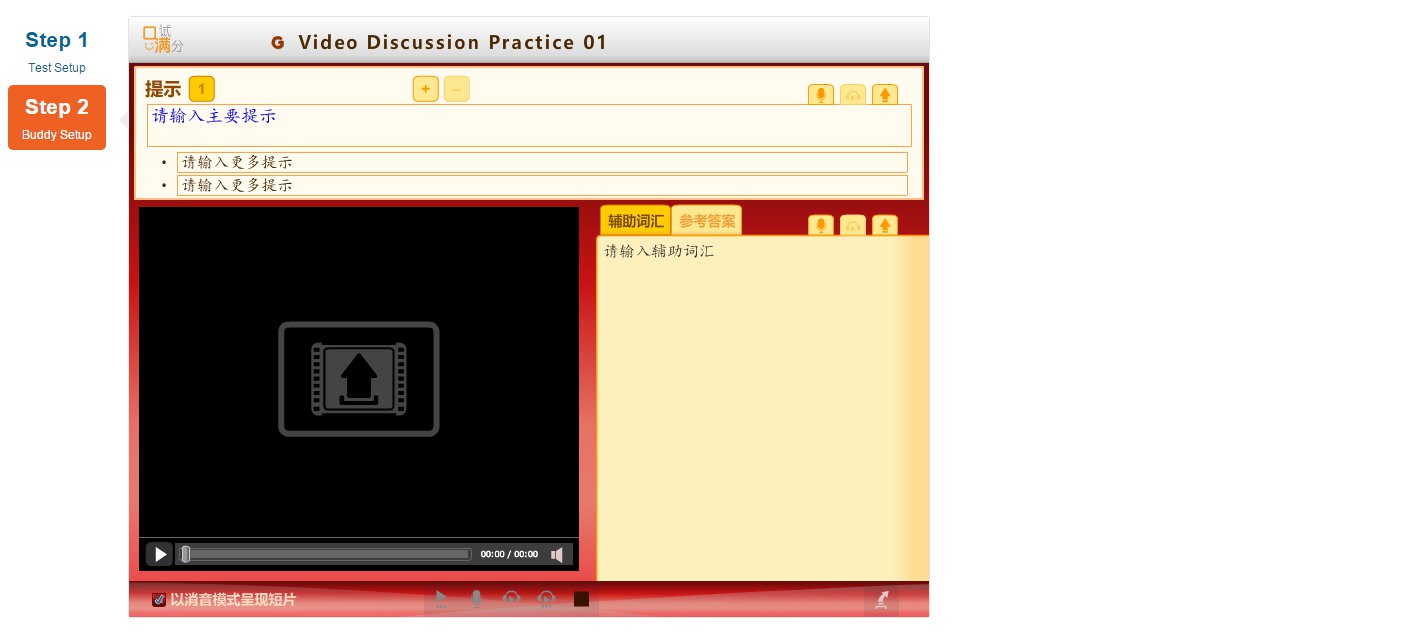 Step 1
Test Setup
Step 2
Buddy Setup
口试
满分
G Video Discussion Practice 01
提示 1 + −
请输入主要提示
• 请输入更多提示
• 请输入更多提示
辅助词汇 参考答案
请输入辅助词汇
00:00 / 00:00
以消音模式呈现短片